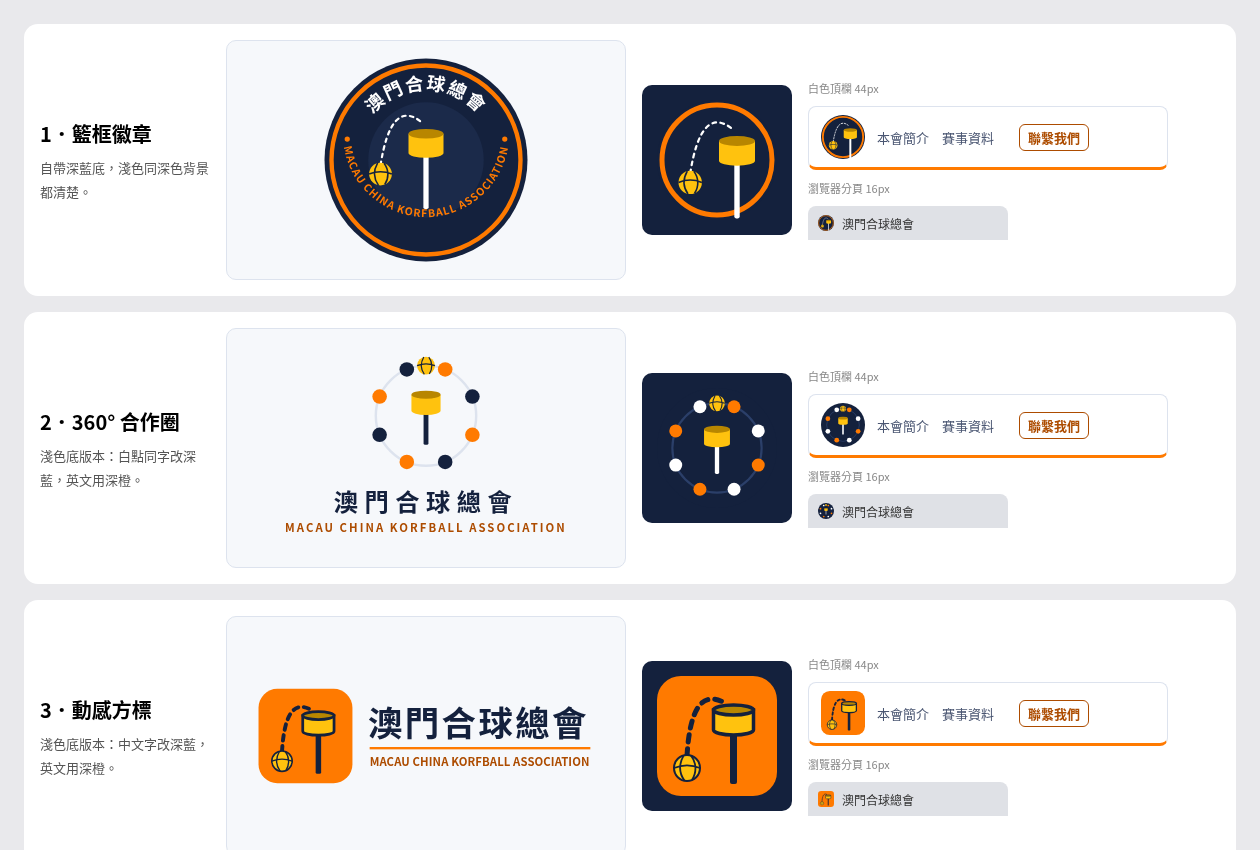 1・籃框徽章
自帶深藍底，淺色同深色背景
都清楚。
澳門合球總會
MACAU CHINA KORFBALL ASSOCIATION
白色頂欄 44px
本會簡介 賽事資料 聯繫我們
瀏覽器分頁 16px
澳門合球總會
2・360° 合作圈
淺色底版本：白點同字改深
藍，英文用深橙。
澳門合球總會
MACAU CHINA KORFBALL ASSOCIATION
白色頂欄 44px
本會簡介 賽事資料 聯繫我們
瀏覽器分頁 16px
澳門合球總會
3・動感方標
淺色底版本：中文字改深藍，
英文用深橙。
澳門合球總會
MACAU CHINA KORFBALL ASSOCIATION
白色頂欄 44px
本會簡介 賽事資料 聯繫我們
瀏覽器分頁 16px
澳門合球總會